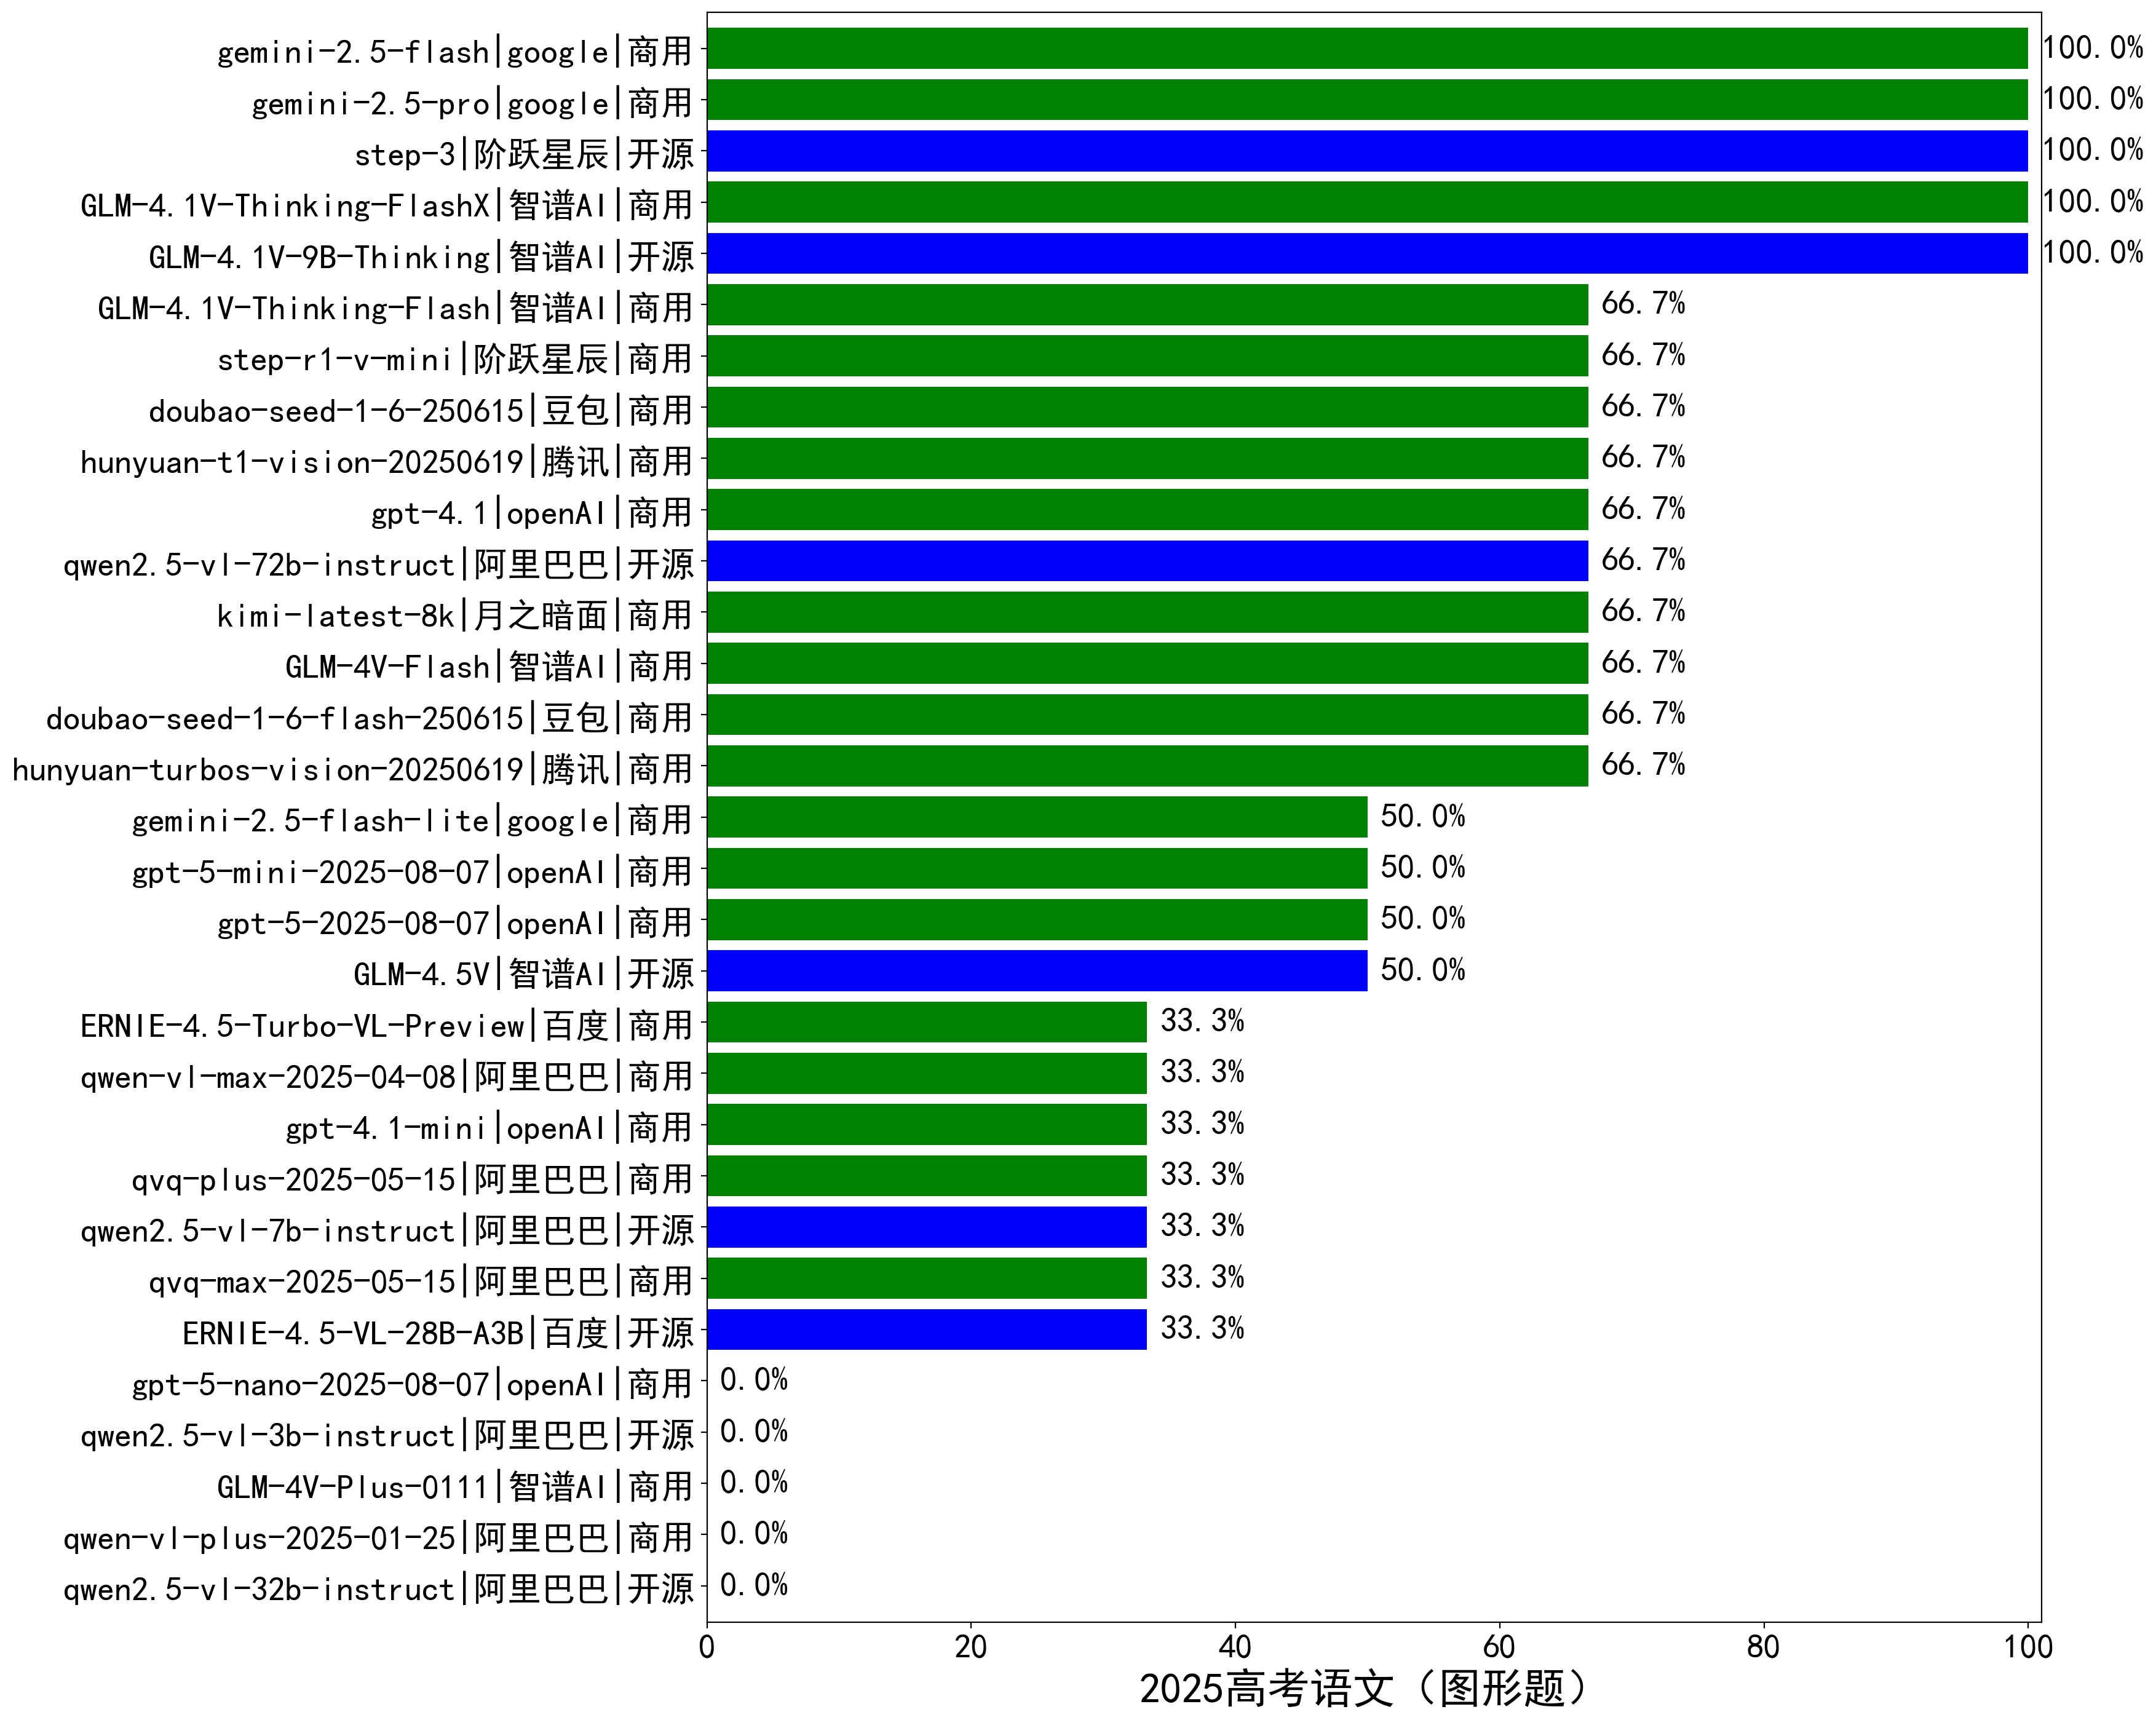 gemini-2.5-flash|google|商用 100.0%
gemini-2.5-pro|google|商用 100.0%
step-3|阶跃星辰|开源 100.0%
GLM-4.1V-Thinking-FlashX|智谱AI|商用 100.0%
GLM-4.1V-9B-Thinking|智谱AI|开源 100.0%
GLM-4.1V-Thinking-Flash|智谱AI|商用 66.7%
step-r1-v-mini|阶跃星辰|商用 66.7%
doubao-seed-1-6-250615|豆包|商用 66.7%
hunyuan-t1-vision-20250619|腾讯|商用 66.7%
gpt-4.1|openAI|商用 66.7%
qwen2.5-vl-72b-instruct|阿里巴巴|开源 66.7%
kimi-latest-8k|月之暗面|商用 66.7%
GLM-4V-Flash|智谱AI|商用 66.7%
doubao-seed-1-6-flash-250615|豆包|商用 66.7%
hunyuan-turbos-vision-20250619|腾讯|商用 66.7%
gemini-2.5-flash-lite|google|商用 50.0%
gpt-5-mini-2025-08-07|openAI|商用 50.0%
gpt-5-2025-08-07|openAI|商用 50.0%
GLM-4.5V|智谱AI|开源 50.0%
ERNIE-4.5-Turbo-VL-Preview|百度|商用 33.3%
qwen-vl-max-2025-04-08|阿里巴巴|商用 33.3%
gpt-4.1-mini|openAI|商用 33.3%
qvq-plus-2025-05-15|阿里巴巴|商用 33.3%
qwen2.5-vl-7b-instruct|阿里巴巴|开源 33.3%
qvq-max-2025-05-15|阿里巴巴|商用 33.3%
ERNIE-4.5-VL-28B-A3B|百度|开源 33.3%
gpt-5-nano-2025-08-07|openAI|商用 0.0%
qwen2.5-vl-3b-instruct|阿里巴巴|开源 0.0%
GLM-4V-Plus-0111|智谱AI|商用 0.0%
qwen-vl-plus-2025-01-25|阿里巴巴|商用 0.0%
qwen2.5-vl-32b-instruct|阿里巴巴|开源 0.0%
0 20 40 60 80 100
2025高考语文（图形题）